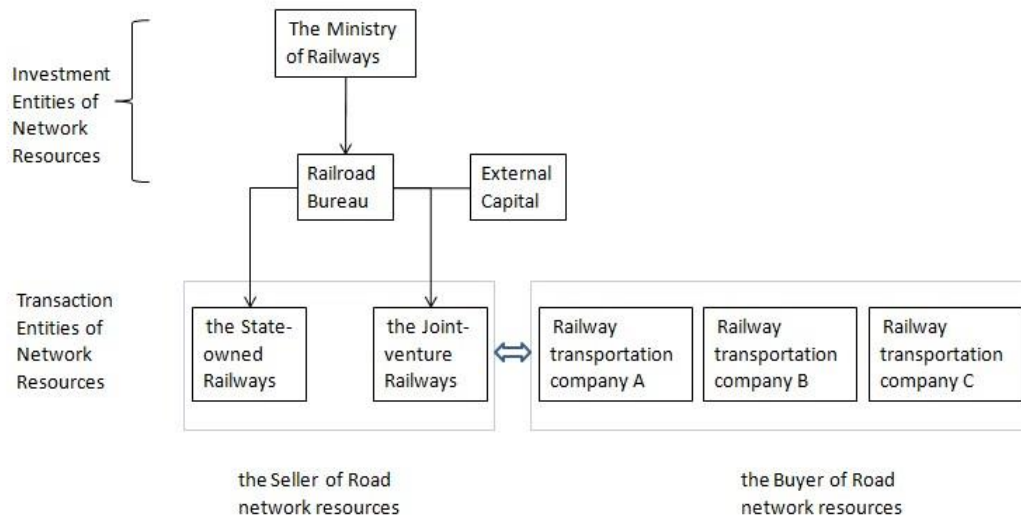 The Ministry
of Railways
Investment
Entities of
Network
Resources
Railroad
Bureau
External
Capital
Transaction
Entities of
Network
Resources
the State-
owned
Railways
the Joint-
venture
Railways
Railway
transportation
company A
Railway
transportation
company B
Railway
transportation
company C
the Seller of Road
network resources
the Buyer of Road
network resources